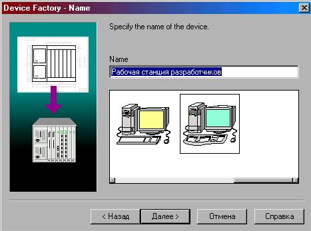 Device Factory - Name
Specify the name of the device.
Name
Рабочая станция разработчиков
< Назад
Далее >
Отмена
Справка